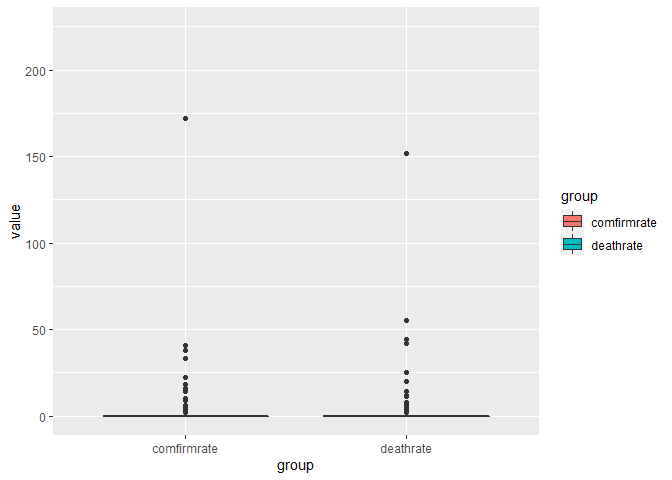 value
200
150
100
50
0
comfirmrate
deathrate
group
group
comfirmrate
deathrate